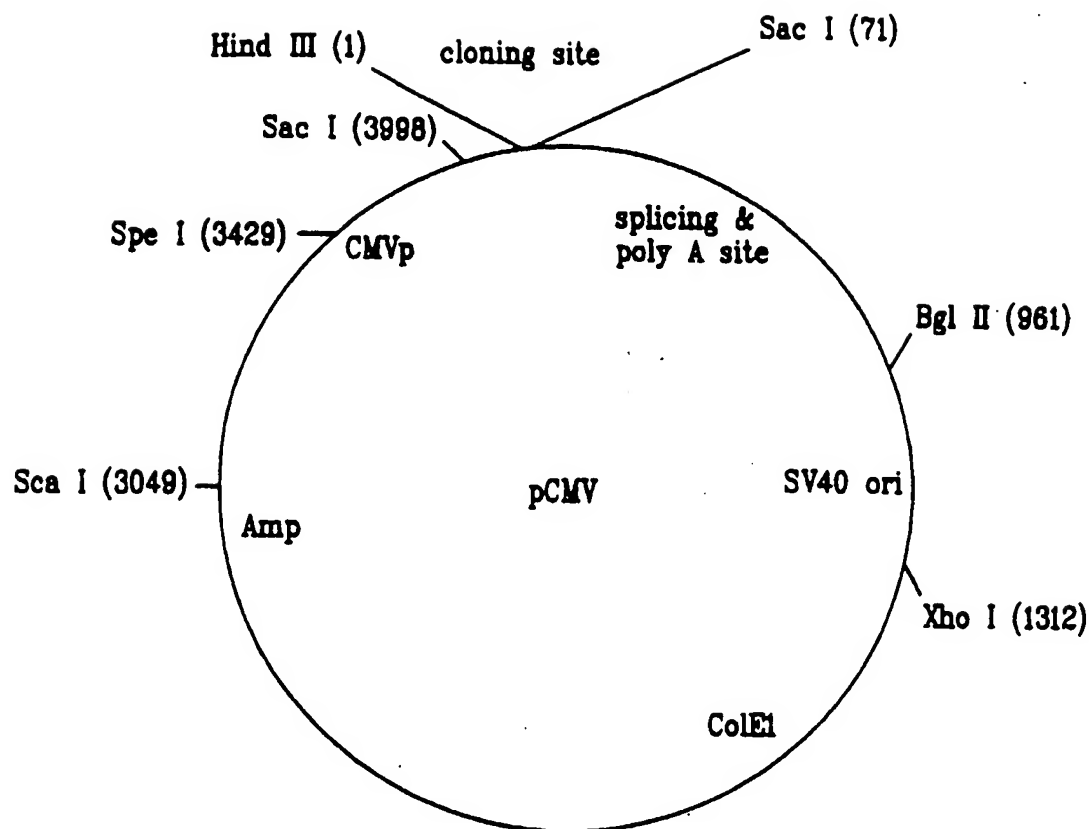 Hind III (1)
cloning site
Sac I (71)
Sac I (3998)
Spe I (3429)
CMVp
splicing &
poly A site
Bgl II (961)
Sca I (3049)
Amp
pCMV
SV40 ori
Xho I (1312)
ColE1